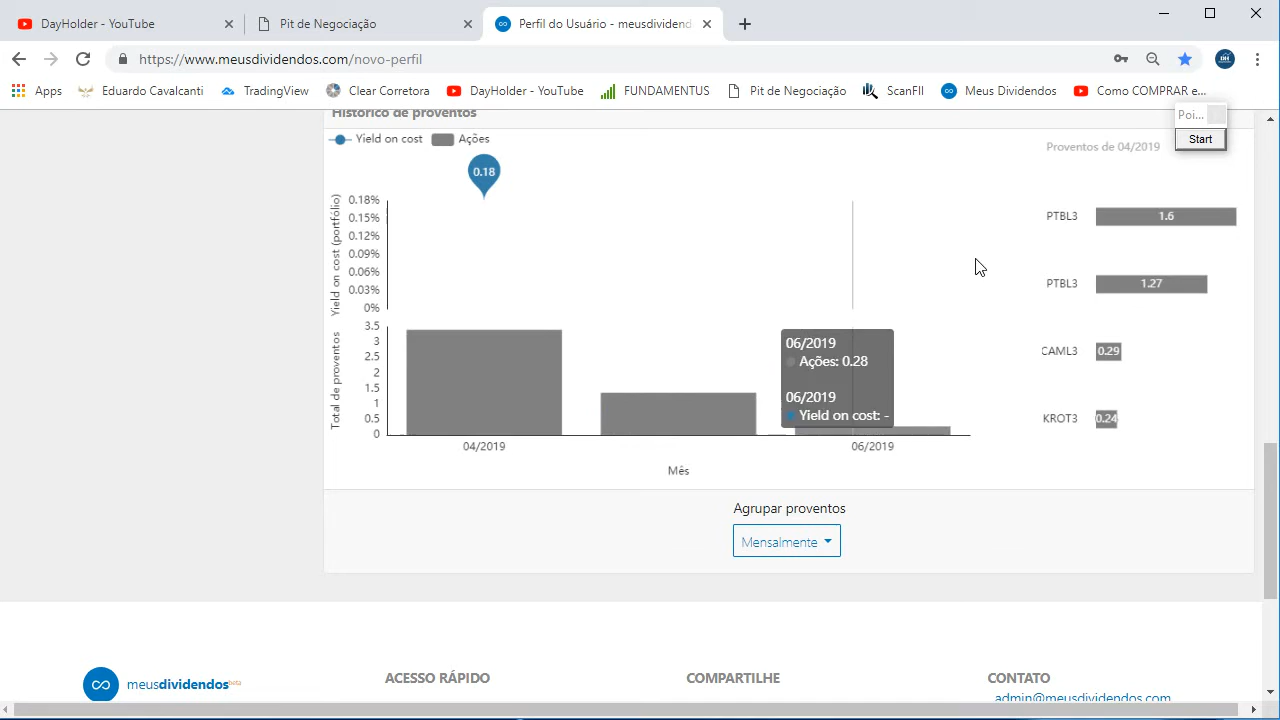 DayHolder - YouTube
Pit de Negociação
Perfil do Usuário - meusdividend
https://www.meusdividendos.com/novo-perfil
Apps
Eduardo Cavalcanti
TradingView
Clear Corretora
DayHolder - YouTube
FUNDAMENTUS
Pit de Negociação
ScanFII
Meus Dividendos
Como COMPRAR e...
Poi...
Start
Histórico de proventos
Yield on cost
Ações
Proventos de 04/2019
0.18
Yield on cost (portfólio)
0.18%
0.15%
0.12%
0.09%
0.06%
0.03%
0%
PTBL3 1.6
PTBL3 1.27
CAML3 0.29
KROT3 0.24
Total de proventos
3.5
3
2.5
2
1.5
1
0.5
0
06/2019
Ações: 0.28
06/2019
Yield on cost: -
04/2019
06/2019
Mês
Agrupar proventos
Mensalmente
meusdividendos beta
ACESSO RÁPIDO
COMPARTILHE
CONTATO
admin@meusdividendos.com